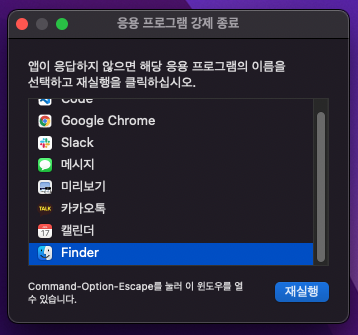 응용 프로그램 강제 종료
앱이 응답하지 않으면 해당 응용 프로그램의 이름을
선택하고 재실행을 클릭하십시오.
Code
Google Chrome
Slack
메시지
미리보기
TALK 카카오톡
17 캘린더
Finder
Command-Option-Escape를 눌러 이 윈도우를 열
수 있습니다.
재실행